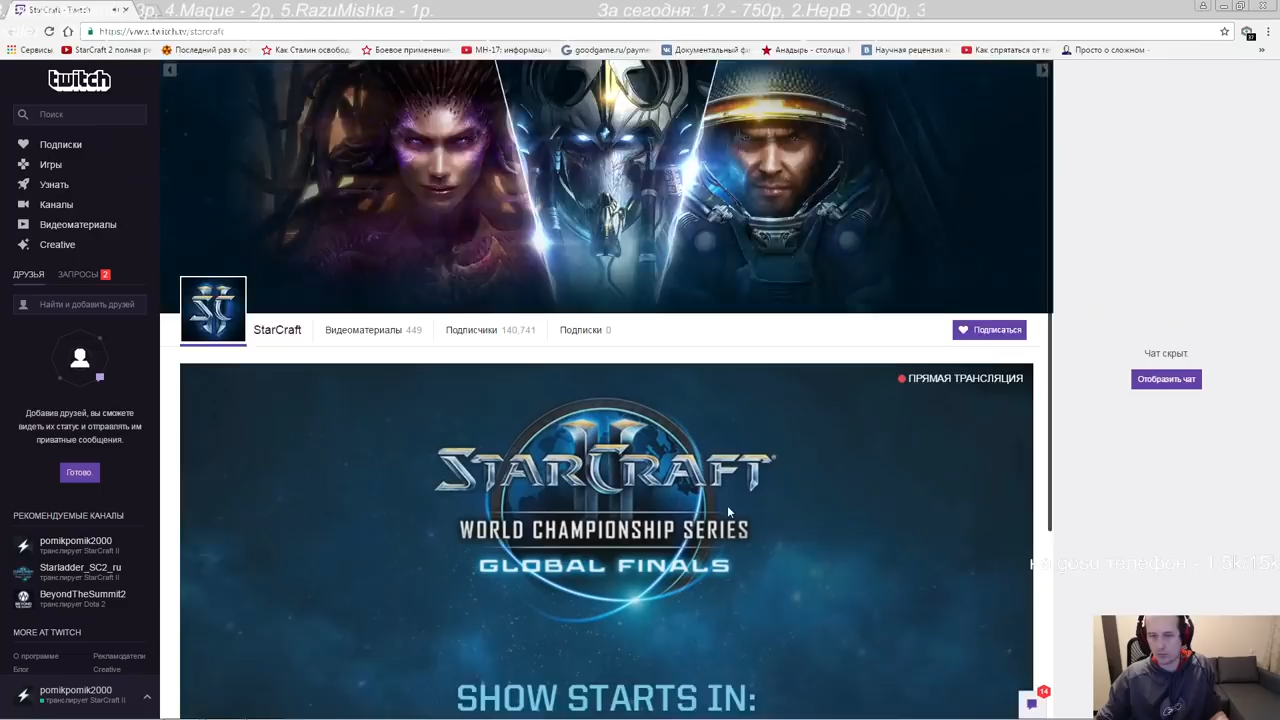 StarCraft - Twitch
р, 4.Maque - 2р, 5.RazuMishka - 1р.
За сегодня: 1.? - 750р, 2.НерВ - 300р, 3
https://www.twitch.tv/starcraft
Сервисы
StarCraft 2 полная ре
Последний раз я ос
Как Сталин освобод
Боевое применение
МН-17: информаци
goodgame.ru/payme
Документальный фи
Анадырь - столица
Научная рецензия
Как спрятаться от те
Просто о сложном -
twitch
Поиск
Подписки
Игры
Узнать
Каналы
Видеоматериалы
Creative
ДРУЗЬЯ ЗАПРОСЫ 2
Найти и добавить друзей
Добавив друзей, вы сможете
видеть их статус и отправлять им
приватные сообщения.
Готово.
РЕКОМЕНДУЕМЫЕ КАНАЛЫ
pomikpomik2000
транслирует StarCraft II
Starladder_SC2_ru
транслирует StarCraft II
BeyondTheSummit2
транслирует Dota 2
MORE AT TWITCH
О программе Рекламодатели
Блог Creative
pomikpomik2000
транслирует StarCraft II
StarCraft Видеоматериалы 449 Подписчики 140,741 Подписки 0
Подписаться
ПРЯМАЯ ТРАНСЛЯЦИЯ
STARCRAFT
II
WORLD CHAMPIONSHIP SERIES
GLOBAL FINALS
SHOW STARTS IN:
Чат скрыт.
Отобразить чат
на gosu телефон - 1.5k/15k
14